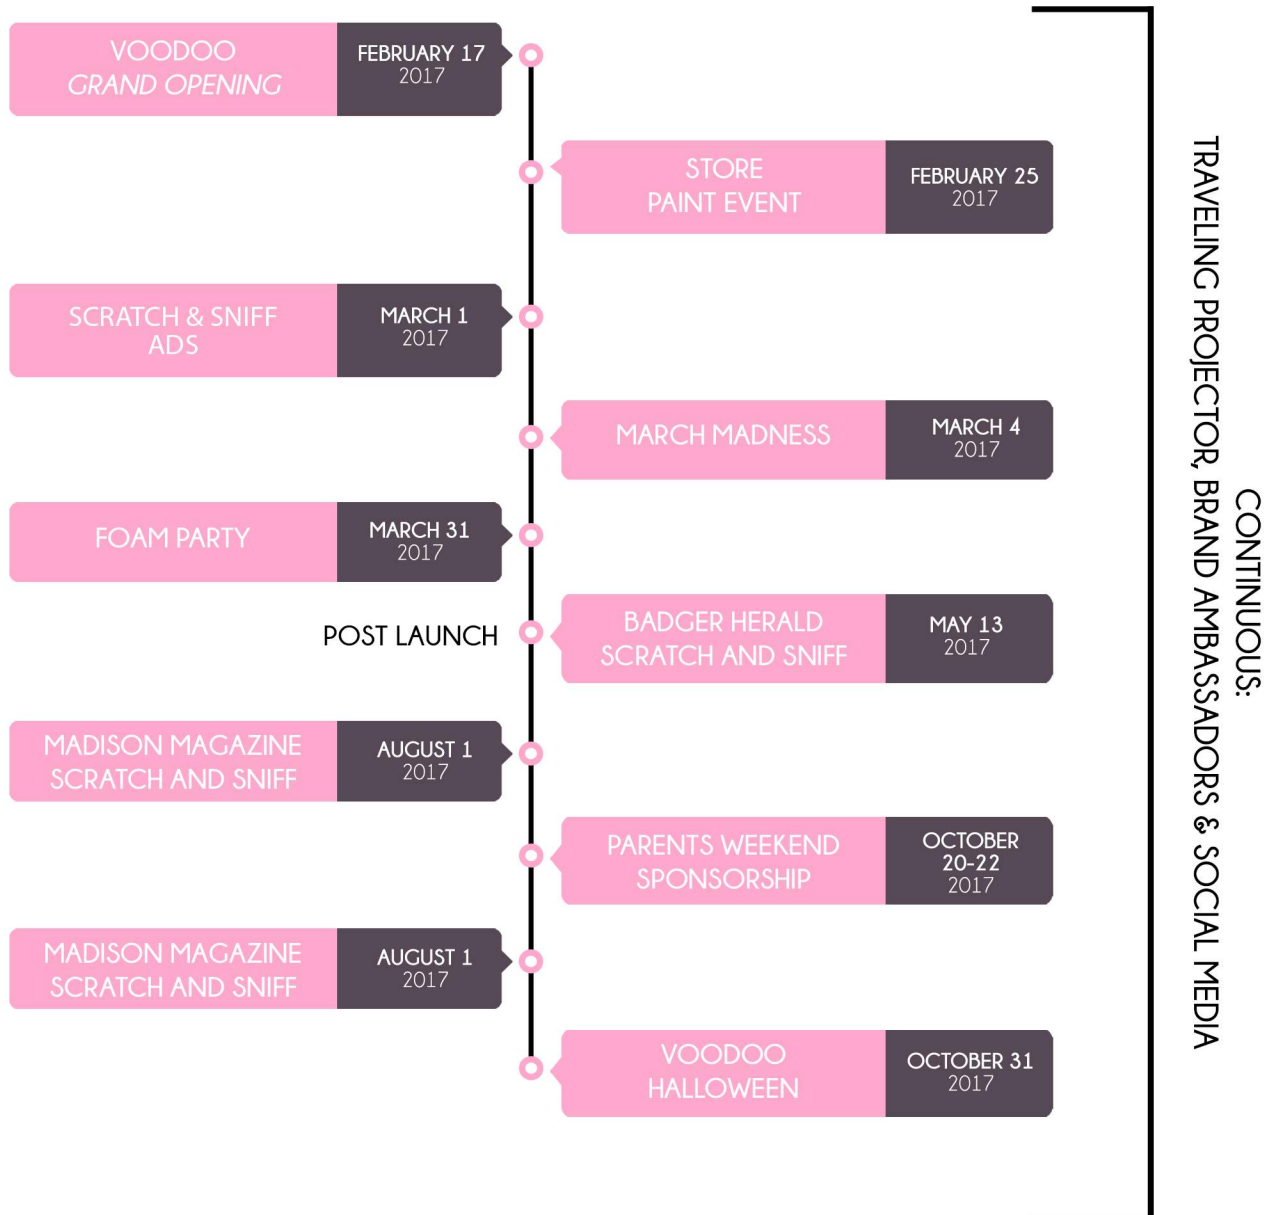 VOODOO
GRAND OPENING
FEBRUARY 17
2017
STORE
PAINT EVENT
FEBRUARY 25
2017
SCRATCH & SNIFF
ADS
MARCH 1
2017
MARCH MADNESS
MARCH 4
2017
FOAM PARTY
MARCH 31
2017
POST LAUNCH
BADGER HERALD
SCRATCH AND SNIFF
MAY 13
2017
MADISON MAGAZINE
SCRATCH AND SNIFF
AUGUST 1
2017
PARENTS WEEKEND
SPONSORSHIP
OCTOBER
20-22
2017
MADISON MAGAZINE
SCRATCH AND SNIFF
AUGUST 1
2017
VOODOO
HALLOWEEN
OCTOBER 31
2017
CONTINUOUS:
TRAVELING PROJECTOR, BRAND AMBASSADORS & SOCIAL MEDIA